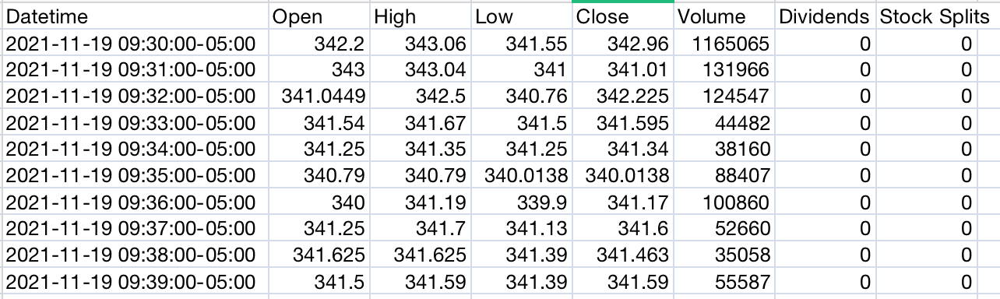 Datetime Open High Low Close Volume Dividends Stock Splits
2021-11-19 09:30:00-05:00 342.2 343.06 341.55 342.96 1165065 0 0
2021-11-19 09:31:00-05:00 343 343.04 341 341.01 131966 0 0
2021-11-19 09:32:00-05:00 341.0449 342.5 340.76 342.225 124547 0 0
2021-11-19 09:33:00-05:00 341.54 341.67 341.5 341.595 44482 0 0
2021-11-19 09:34:00-05:00 341.25 341.35 341.25 341.34 38160 0 0
2021-11-19 09:35:00-05:00 340.79 340.79 340.0138 340.0138 88407 0 0
2021-11-19 09:36:00-05:00 340 341.19 339.9 341.17 100860 0 0
2021-11-19 09:37:00-05:00 341.25 341.7 341.13 341.6 52660 0 0
2021-11-19 09:38:00-05:00 341.625 341.625 341.39 341.463 35058 0 0
2021-11-19 09:39:00-05:00 341.5 341.59 341.39 341.59 55587 0 0